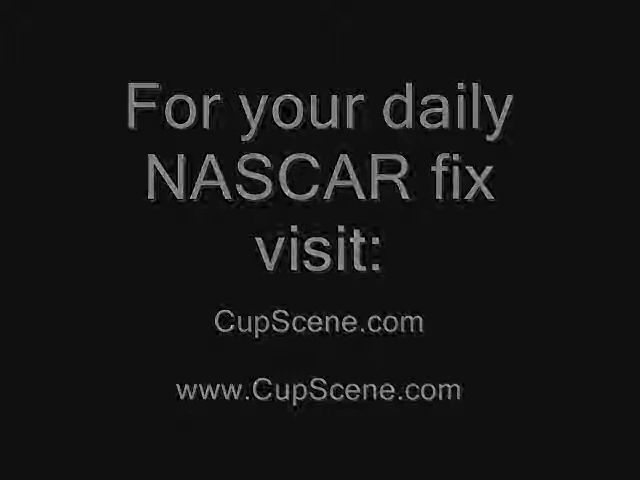 For your daily
NASCAR fix
visit:
CupScene.com
www.CupScene.com